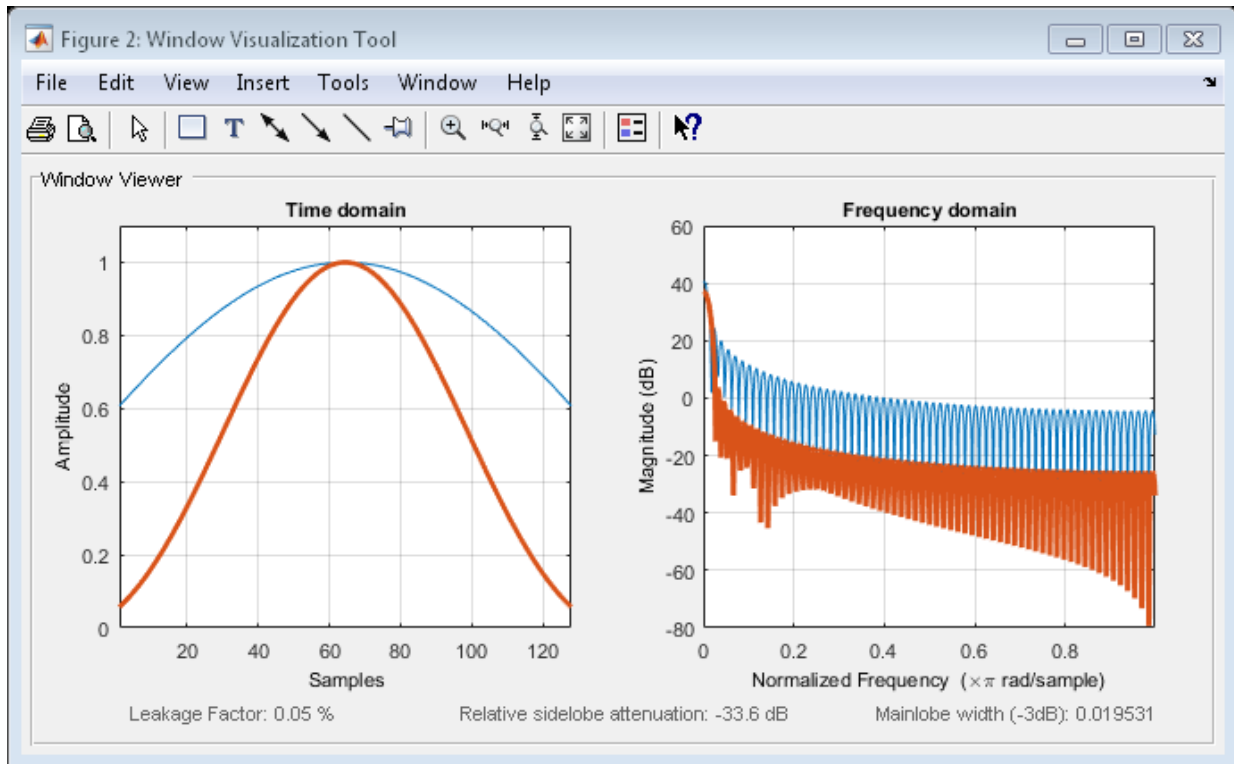 Figure 2: Window Visualization Tool
File Edit View Insert Tools Window Help
T
Window Viewer
Time domain
Amplitude
1
0.8
0.6
0.4
0.2
0
20 40 60 80 100 120
Samples
Frequency domain
Magnitude (dB)
60
40
20
0
-20
-40
-60
-80
0 0.2 0.4 0.6 0.8
Normalized Frequency (×π rad/sample)
Leakage Factor: 0.05 % Relative sidelobe attenuation: -33.6 dB Mainlobe width (-3dB): 0.019531